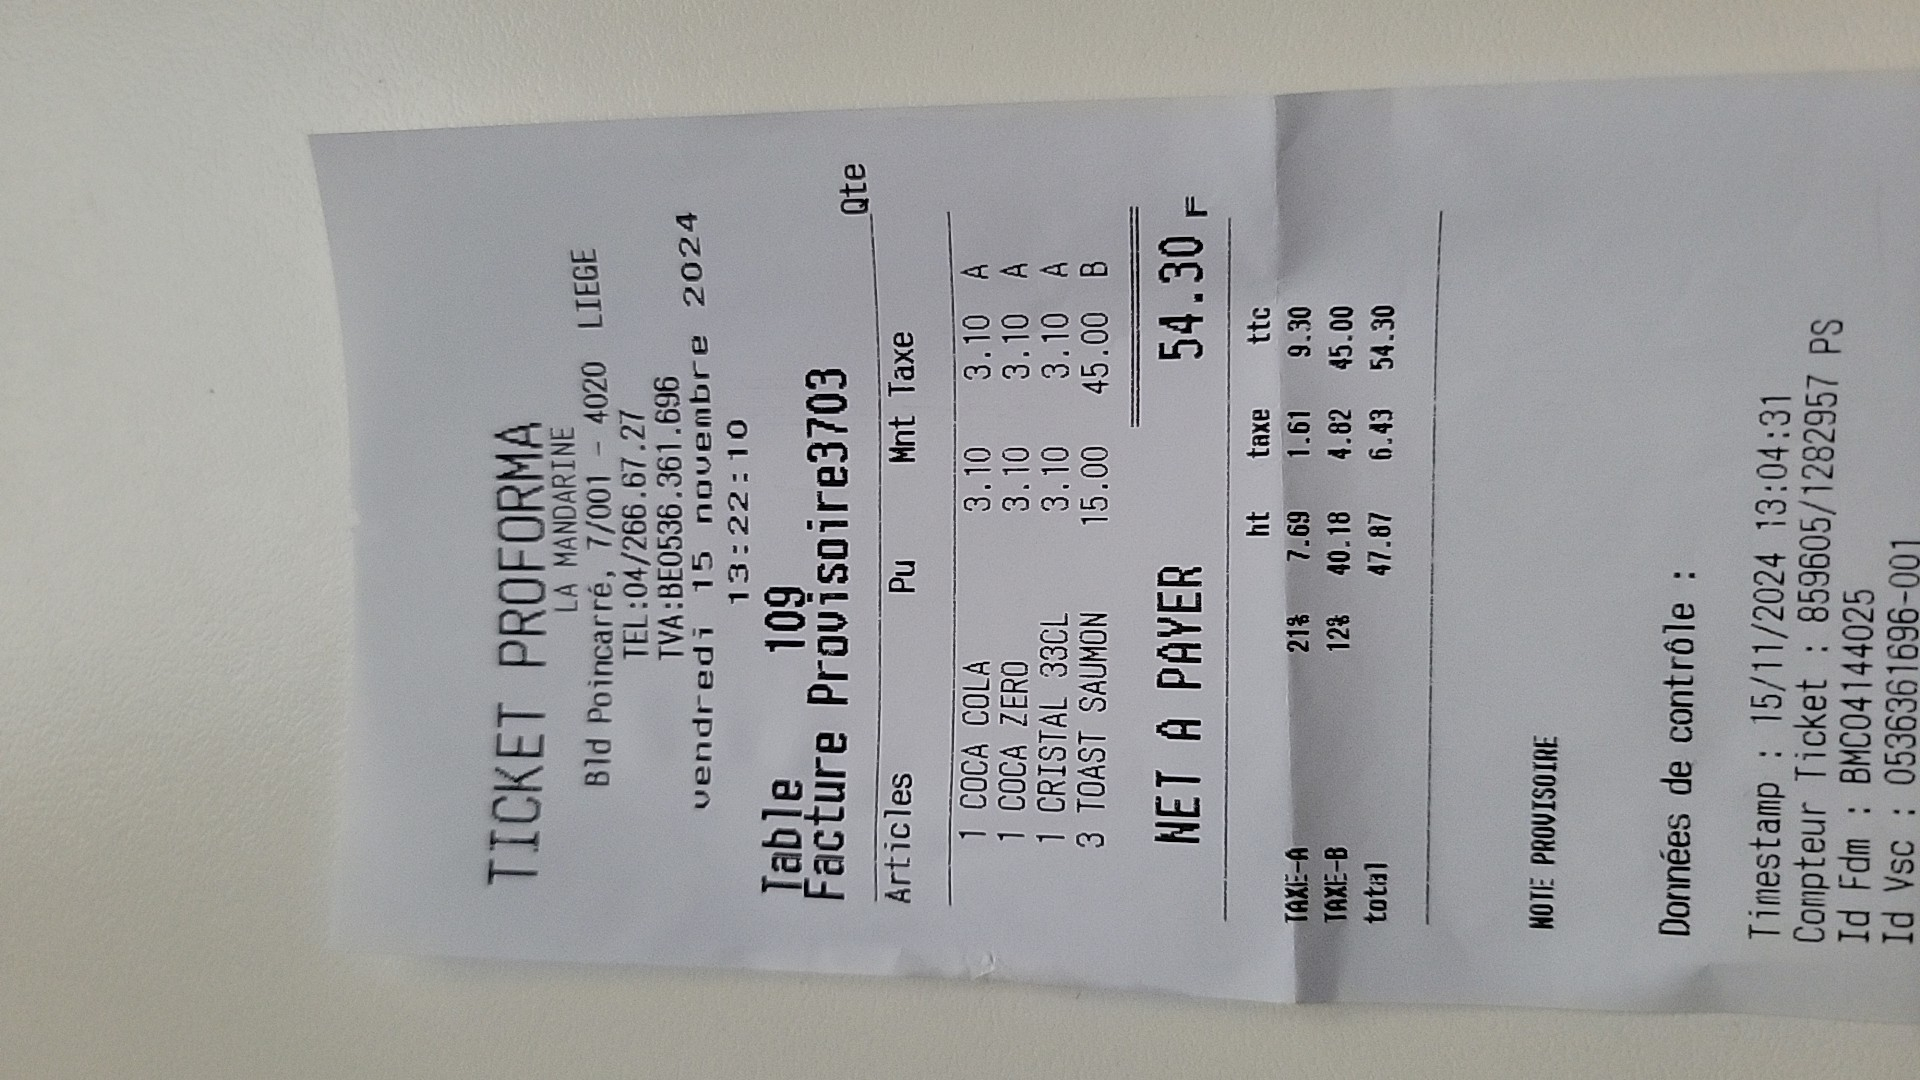 TICKET PROFORMA
LA MANDARINE
Bld Poincarré, 7/001 - 4020 LIEGE
TEL:04/266.67.27
TVA:BE0536.361.696
vendredi 15 novembre 2024
13:22:10
Table 109
Facture Provisoire3703
Qte
Articles Pu Mnt Taxe
1 COCA COLA 3.10 3.10 A
1 COCA ZERO 3.10 3.10 A
1 CRISTAL 33CL 3.10 3.10 A
3 TOAST SAUMON 15.00 45.00 B
NET A PAYER 54.30 F
ht taxe ttc
TAXE-A 21% 7.69 1.61 9.30
TAXE-B 12% 40.18 4.82 45.00
total 47.87 6.43 54.30
NOTE PROVISOIRE
Données de contrôle :
Timestamp : 15/11/2024 13:04:31
Compteur Ticket : 859605/1282957 PS
Id Fdm : BMC04144025
Id Vsc : 0536361696-001